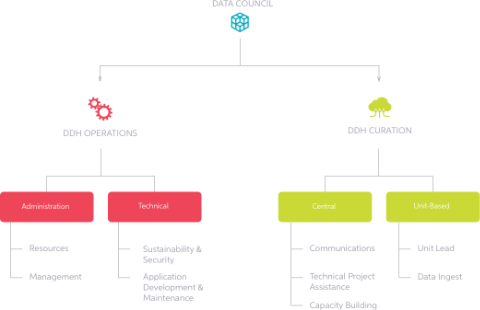 DATA COUNCIL
DDH OPERATIONS
DDH CURATION
Administration
Technical
Central
Unit-Based
Resources
Management
Sustainability &
Security
Application
Development &
Maintenance
Communications
Technical Project
Assistance
Capacity Building
Unit Lead
Data Ingest